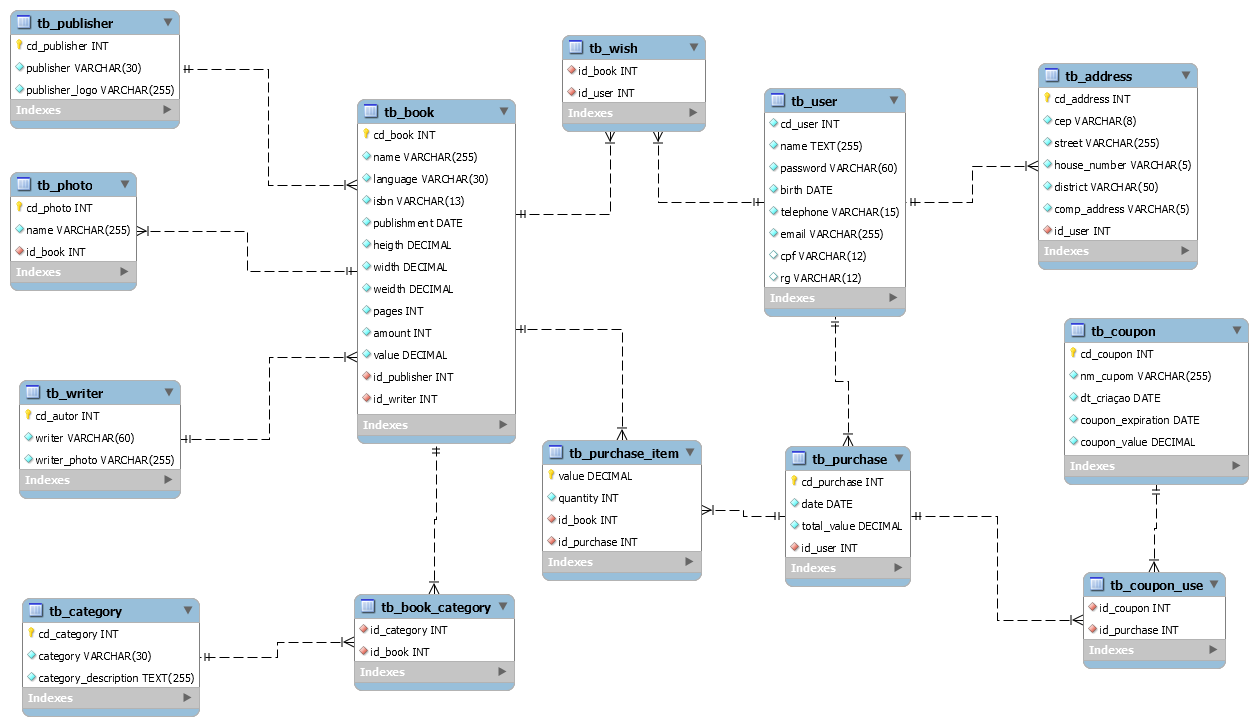 tb_publisher
cd_publisher INT
publisher VARCHAR(30)
publisher_logo VARCHAR(255)
Indexes
tb_photo
cd_photo INT
name VARCHAR(255)
id_book INT
Indexes
tb_writer
cd_autor INT
writer VARCHAR(60)
writer_photo VARCHAR(255)
Indexes
tb_category
cd_category INT
category VARCHAR(30)
category_description TEXT(255)
Indexes
tb_book
cd_book INT
name VARCHAR(255)
language VARCHAR(30)
isbn VARCHAR(13)
publishment DATE
heigth DECIMAL
width DECIMAL
weidth DECIMAL
pages INT
amount INT
value DECIMAL
id_publisher INT
id_writer INT
Indexes
tb_book_category
id_category INT
id_book INT
Indexes
tb_wish
id_book INT
id_user INT
Indexes
tb_purchase_item
value DECIMAL
quantity INT
id_book INT
id_purchase INT
Indexes
tb_user
cd_user INT
name TEXT(255)
password VARCHAR(60)
birth DATE
telephone VARCHAR(15)
email VARCHAR(255)
cpf VARCHAR(12)
rg VARCHAR(12)
Indexes
tb_purchase
cd_purchase INT
date DATE
total_value DECIMAL
id_user INT
Indexes
tb_address
cd_address INT
cep VARCHAR(8)
street VARCHAR(255)
house_number VARCHAR(5)
district VARCHAR(50)
comp_address VARCHAR(5)
id_user INT
Indexes
tb_coupon
cd_coupon INT
nm_cupom VARCHAR(255)
dt_criaçao DATE
coupon_expiration DATE
coupon_value DECIMAL
Indexes
tb_coupon_use
id_coupon INT
id_purchase INT
Indexes